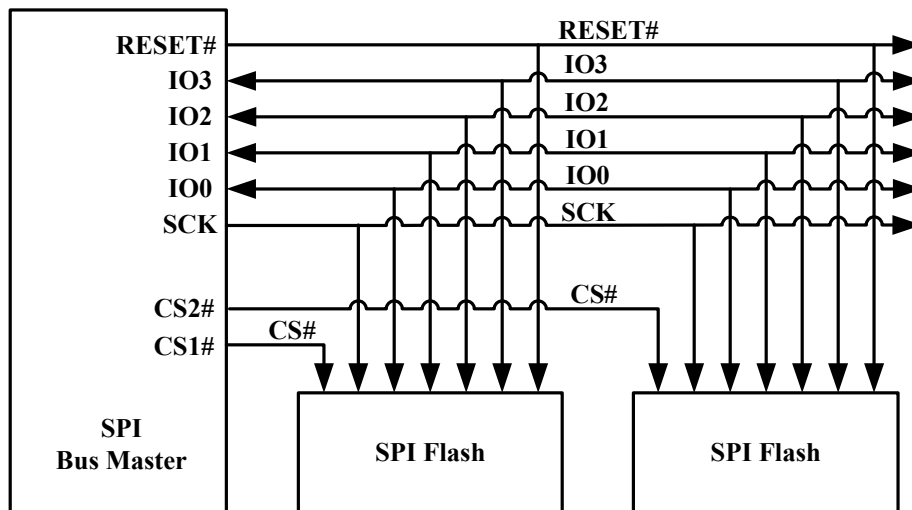 RESET#
RESET#
IO3
IO3
IO2
IO2
IO1
IO1
IO0
IO0
SCK
SCK
CS2#
CS#
CS1#
CS#
SPI
Bus Master
SPI Flash
SPI Flash